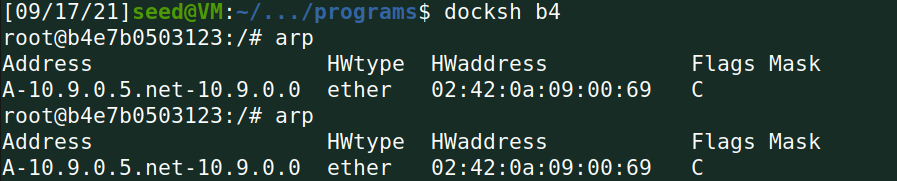 [09/17/21]seed@VM:~/.../programs$ docksh b4
root@b4e7b0503123:/# arp
Address                  HWtype  HWaddress           Flags Mask
A-10.9.0.5.net-10.9.0.0  ether   02:42:0a:09:00:69   C
root@b4e7b0503123:/# arp
Address                  HWtype  HWaddress           Flags Mask
A-10.9.0.5.net-10.9.0.0  ether   02:42:0a:09:00:69   C